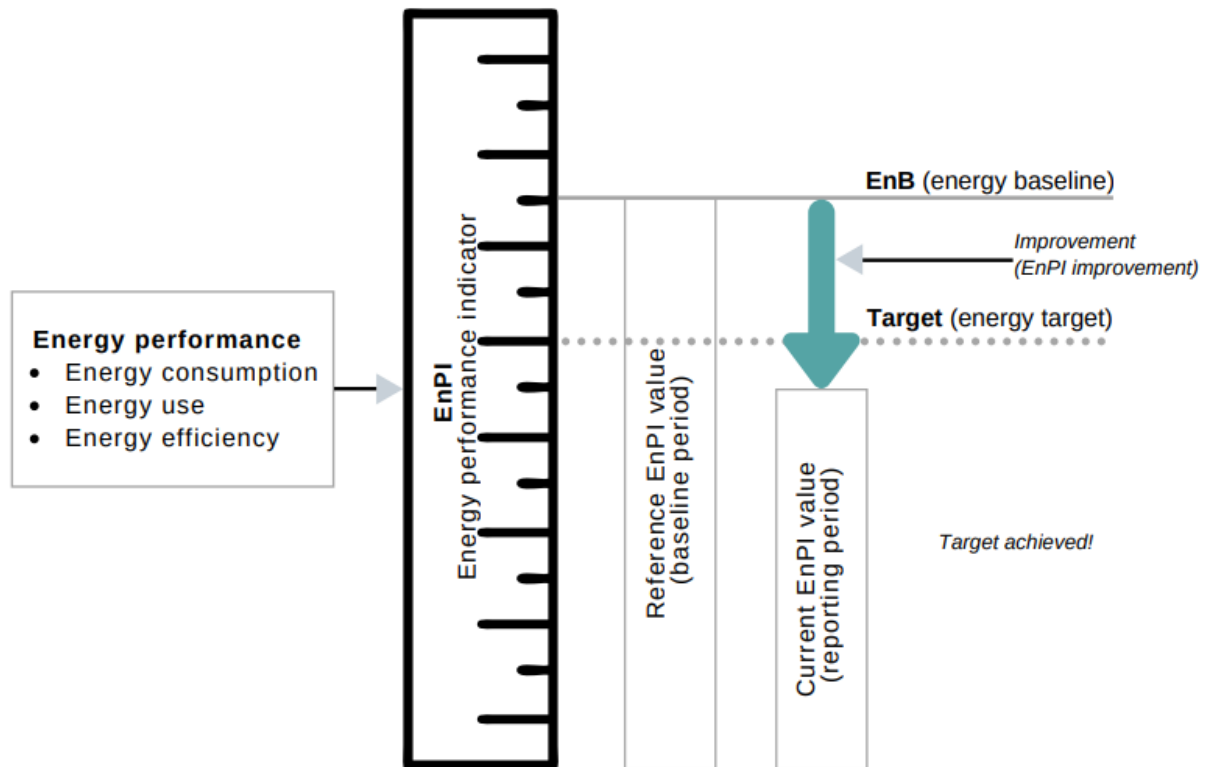 Energy performance
• Energy consumption
• Energy use
• Energy efficiency
EnPI
Energy performance indicator
Reference EnPI value
(baseline period)
Current EnPI value
(reporting period)
EnB (energy baseline)
Improvement
(EnPI improvement)
Target (energy target)
Target achieved!